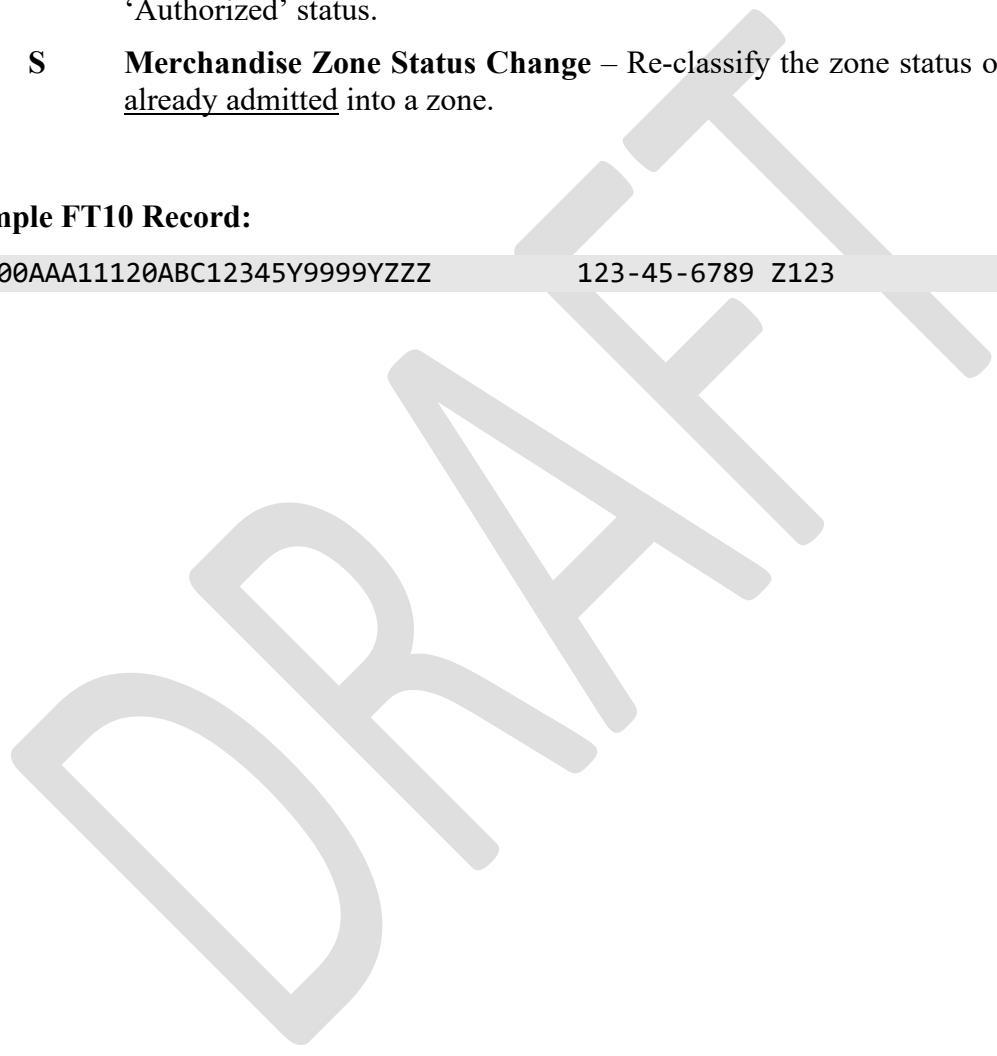 ‘Authorized’ status.
S Merchandise Zone Status Change – Re-classify the zone status o
already admitted into a zone.
mple FT10 Record:
00AAA11120ABC12345Y9999YZZZ 123-45-6789 Z123
DRAFT